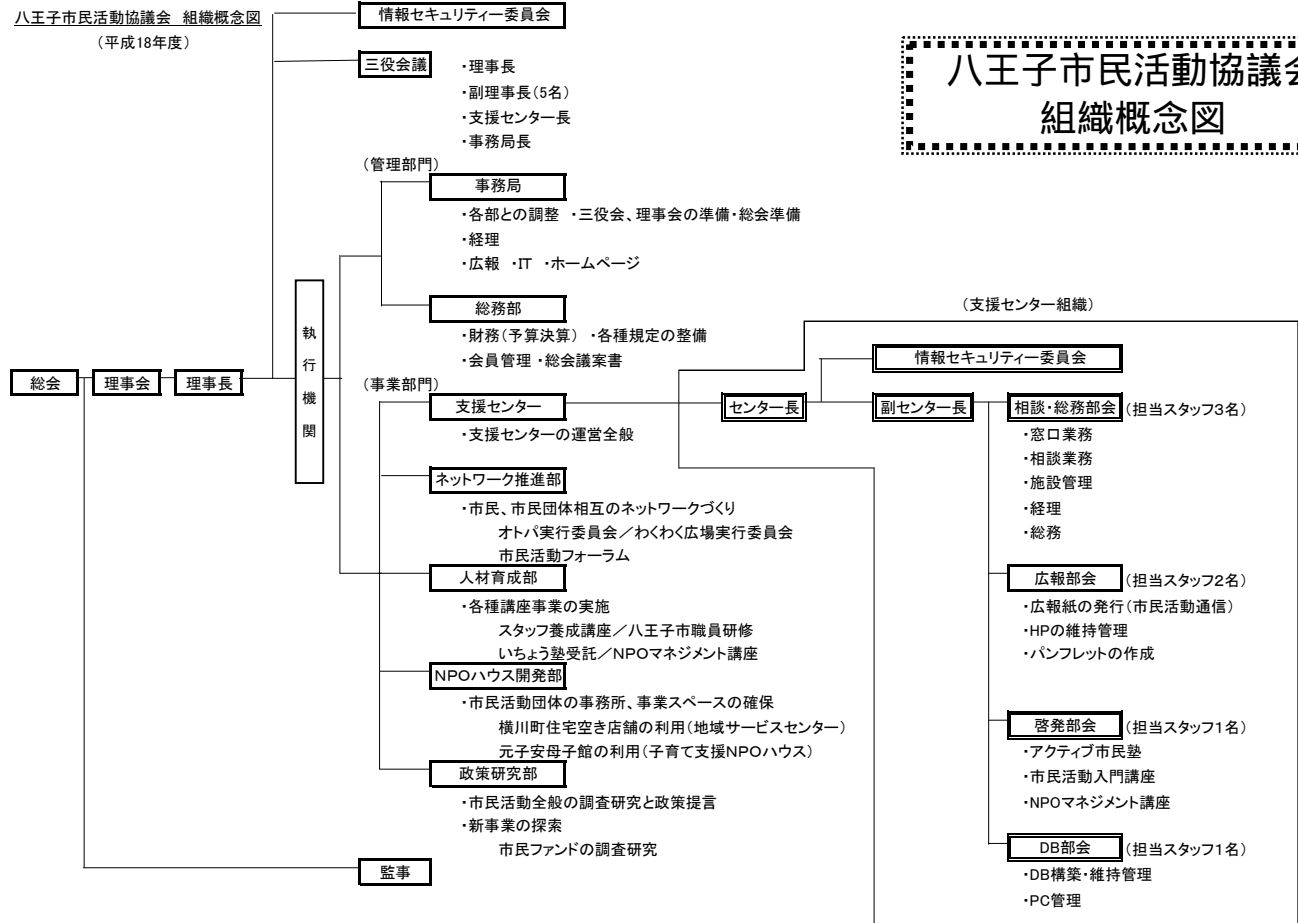 八王子市民活動協議会 組織概念図
（平成18年度）
八王子市民活動協議会
組織概念図
情報セキュリティー委員会
三役会議
・理事長
・副理事長（5名）
・支援センター長
・事務局長
（管理部門）
事務局
・各部との調整 ・三役会、理事会の準備・総会準備
・経理
・広報 ・IT ・ホームページ
総務部
・財務（予算決算） ・各種規定の整備
・会員管理 ・総会議案書
総会
理事会
理事長
執行機関
（事業部門）
支援センター
・支援センターの運営全般
ネットワーク推進部
・市民、市民団体相互のネットワークづくり
オトパ実行委員会／わくわく広場実行委員会
市民活動フォーラム
人材育成部
・各種講座事業の実施
スタッフ養成講座／八王子市職員研修
いちょう塾受託／NPOマネジメント講座
NPOハウス開発部
・市民活動団体の事務所、事業スペースの確保
横川町住宅空き店舗の利用（地域サービスセンター）
元子安母子館の利用（子育て支援NPOハウス）
政策研究部
・市民活動全般の調査研究と政策提言
・新事業の探索
市民ファンドの調査研究
監事
（支援センター組織）
情報セキュリティー委員会
センター長
副センター長
相談・総務部会 （担当スタッフ3名）
・窓口業務
・相談業務
・施設管理
・経理
・総務
広報部会 （担当スタッフ2名）
・広報紙の発行（市民活動通信）
・HPの維持管理
・パンフレットの作成
啓発部会 （担当スタッフ1名）
・アクティブ市民塾
・市民活動入門講座
・NPOマネジメント講座
DB部会 （担当スタッフ1名）
・DB構築・維持管理
・PC管理